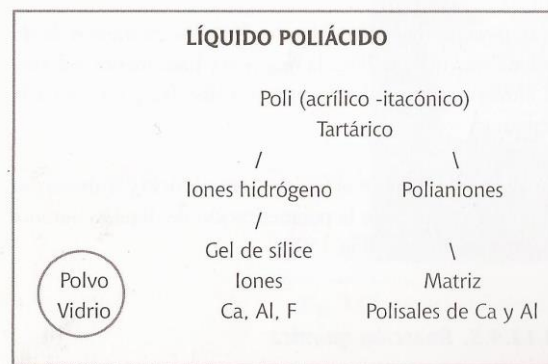 LÍQUIDO POLIÁCIDO
Poli (acrílico -itacónico)
Tartárico
/ \
Iones hidrógeno Polianiones
/
Gel de sílice \
Polvo Iones Matriz
Vidrio Ca, Al, F Polisales de Ca y Al